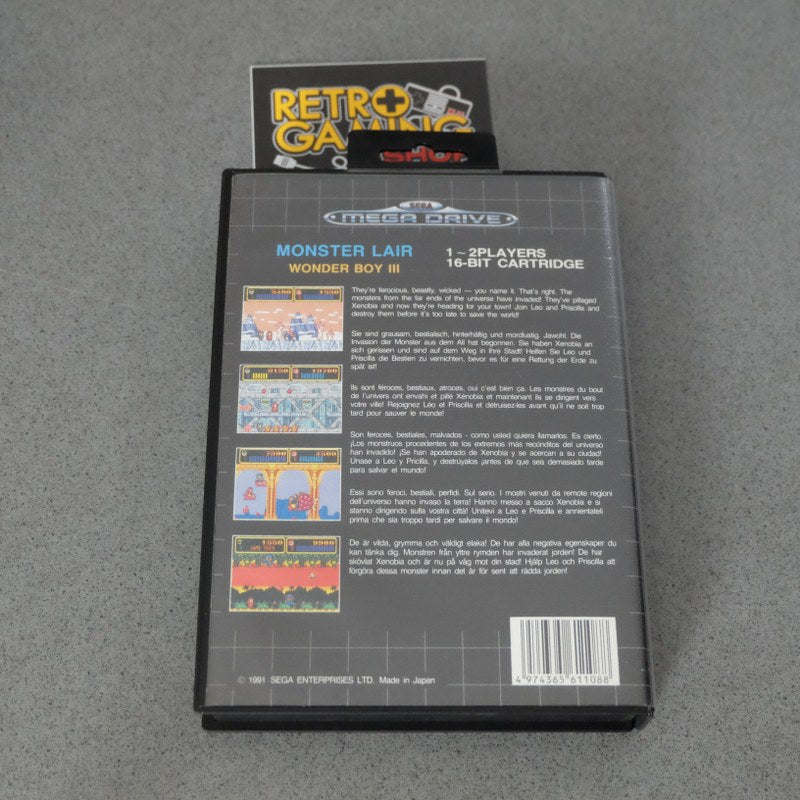 RETRO
GAMING
SHOP
SEGA
MEGA DRIVE
MONSTER LAIR
WONDER BOY III
1~2PLAYERS
16-BIT CARTRIDGE
They're ferocious, beastly, wicked — you name it. That's right. The
monsters from the far ends of the universe have invaded! They've pillaged
Xenobia and now they're heading for your town! Join Leo and Priscilla and
destroy them before it's too late to save the world!
Sie sind grausam, bestialisch, hinterhältig und mordlustig. Jawohl. Die
Invasion der Monster aus dem All hat begonnen. Sie haben Xenobia an
sich gerissen und sind auf dem Weg in Ihre Stadt! Helfen Sie Leo und
Priscilla die Bestien zu vernichten, bevor es für eine Rettung der Erde zu
spät ist!
Ils sont féroces, bestiaux, atroces, oui c'est bien ça. Les monstres du bout
de l'univers ont envahi et pillé Xénobia et maintenant ils se dirigent vers
votre ville! Rejoignez Léo et Priscilla et détruisez-les avant qu'il ne soit trop
tard pour sauver le monde!
Son feroces, bestiales, malvados - como usted quiera llamarlos. Es cierto.
¡Los monstruos procedentes de los extremos más recónditos del universo
han invadido! ¡Se han apoderado de Xenobia y se acercan a su ciudad!
Unase a Leo y Pricilla, y destrúyalos ¡antes de que sea demasiado tarde
para salvar el mundo!
Essi sono feroci, bestiali, perfidi. Sul serio. I mostri venuti da remote regioni
dell'universo hanno invaso la terra! Hanno messo a sacco Xenobia e si
stanno dirigendo sulla vostra città! Unitevi a Leo e Priscilla e annientateli
prima che sia troppo tardi per salvare il mondo!
De är vilda, grymma och väldigt elaka! De har alla negativa egenskaper du
kan tänka dig. Monstren från yttre rymden har invaderat jorden! De har
skövlat Xenobia och är nu på väg mot din stad! Hjälp Leo och Priscilla att
förgöra dessa monster innan det är för sent att rädda jorden!
© 1991 SEGA ENTERPRISES LTD. Made in Japan
4 974365 611088